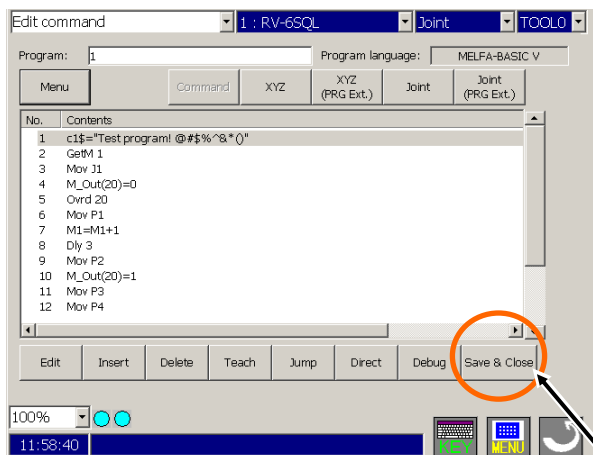 Edit command 1 : RV-6SQL Joint TOOL0
Program: 1 Program language: MELFA-BASIC V
Menu Command XYZ XYZ (PRG Ext.) Joint Joint (PRG Ext.)
No. Contents
1 c1$="Test program! @#$%^&*()"
2 GetM 1
3 Mov J1
4 M_Out(20)=0
5 Ovrd 20
6 Mov P1
7 M1=M1+1
8 Dly 3
9 Mov P2
10 M_Out(20)=1
11 Mov P3
12 Mov P4
Edit Insert Delete Teach Jump Direct Debug Save & Close
100%
KEY MENU
11:58:40